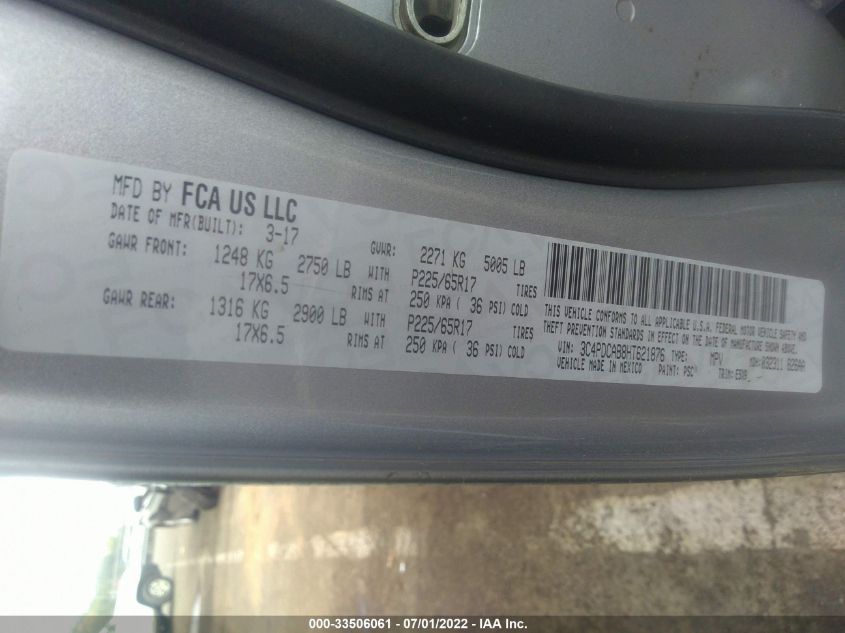 MFD BY FCA US LLC
DATE OF MFR(BUILT): 3-17
GAWR FRONT: 1248 KG 2750 LB WITH P225/65R17 TIRES
17X6.5 RIMS AT 250 KPA ( 36 PSI) COLD
GAWR REAR: 1316 KG 2900 LB WITH P225/65R17 TIRES
17X6.5 RIMS AT 250 KPA ( 36 PSI) COLD
GVWR: 2271 KG 5005 LB
THIS VEHICLE CONFORMS TO ALL APPLICABLE U.S.A. FEDERAL MOTOR VEHICLE SAFETY AND
THEFT PREVENTION STANDARDS IN EFFECT ON THE DATE OF MANUFACTURE SHOWN ABOVE.
VIN: 3C4PDCAB8HT621876 TYPE: MPV MDH: 032311 826AA
VEHICLE MADE IN MEXICO PAINT: PSC TRIM:
000-33506061 - 07/01/2022 - IAA Inc.